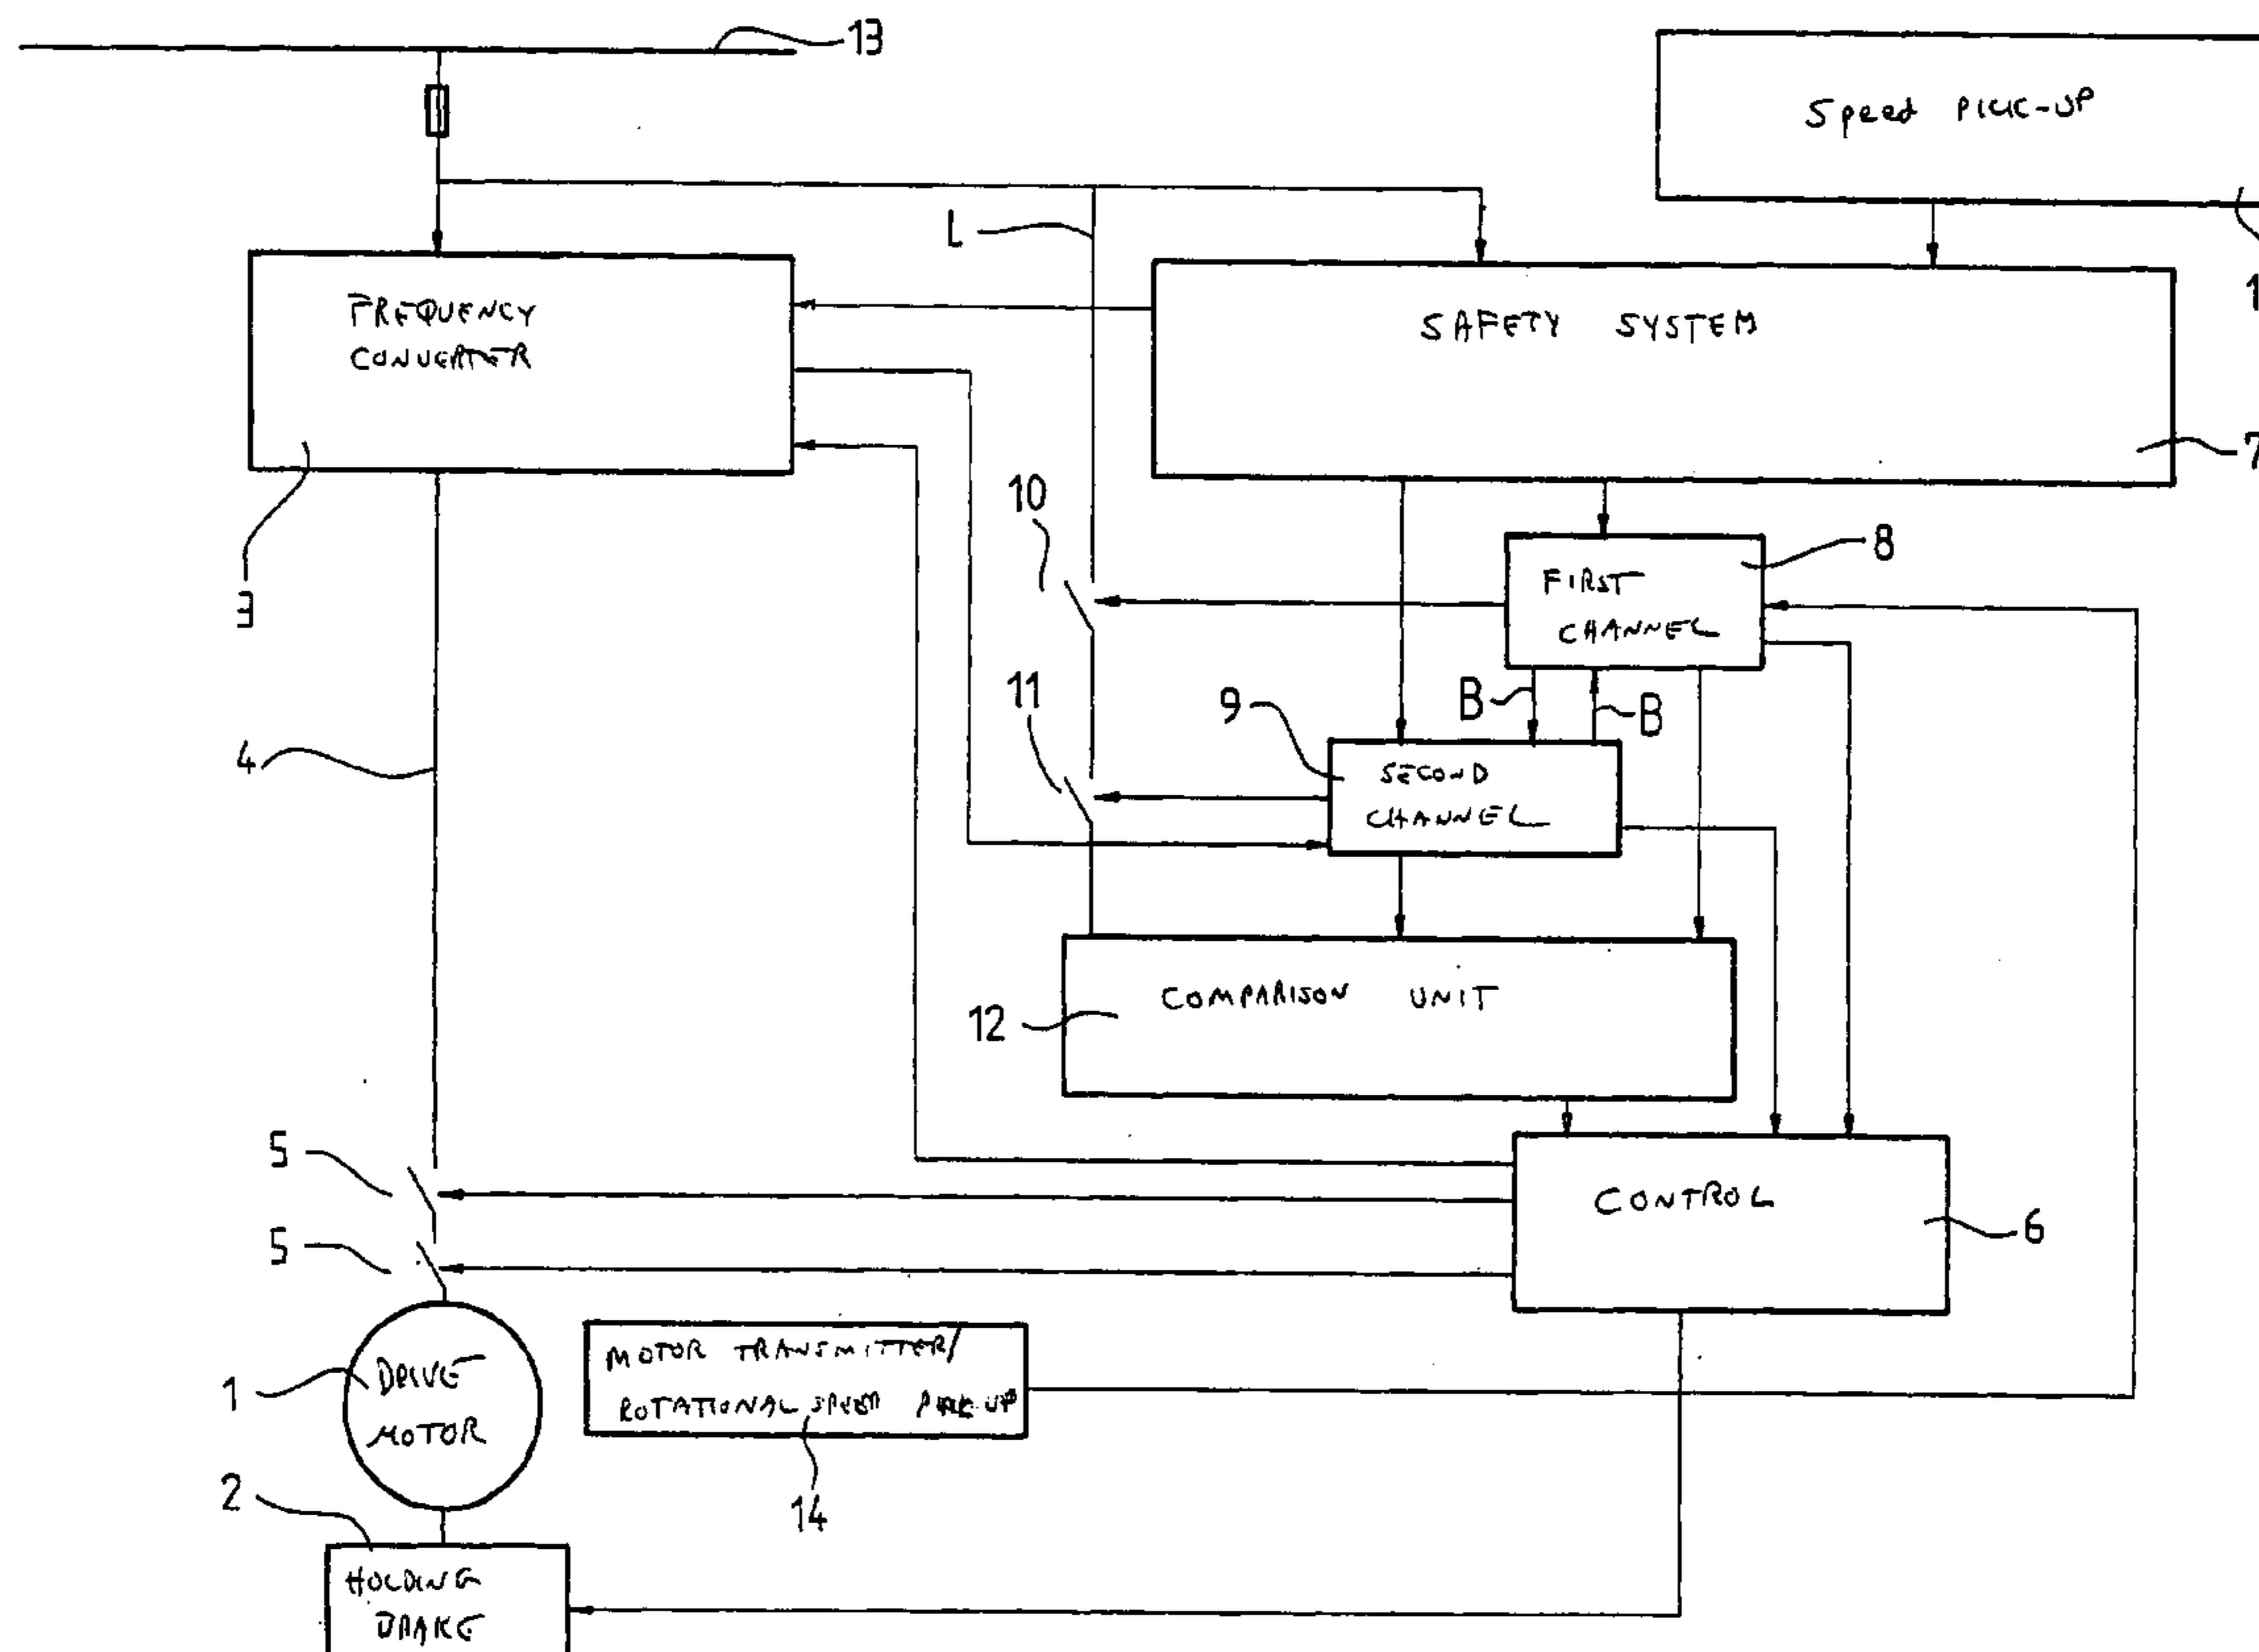 13
Speed PICK-UP
L
1
FREQUENCY
CONVERTER
SAFETY SYSTEM
7
10
3
8
FIRST
CHANNEL
11
9
B
B
4
SECOND
CHANNEL
12
COMPARISON UNIT
5
CONTROL
6
5
MOTOR TRANSMITTER/
ROTATIONAL SPEED PICK UP
1
DRIVE
MOTOR
2
14
HOLDING
BRAKE